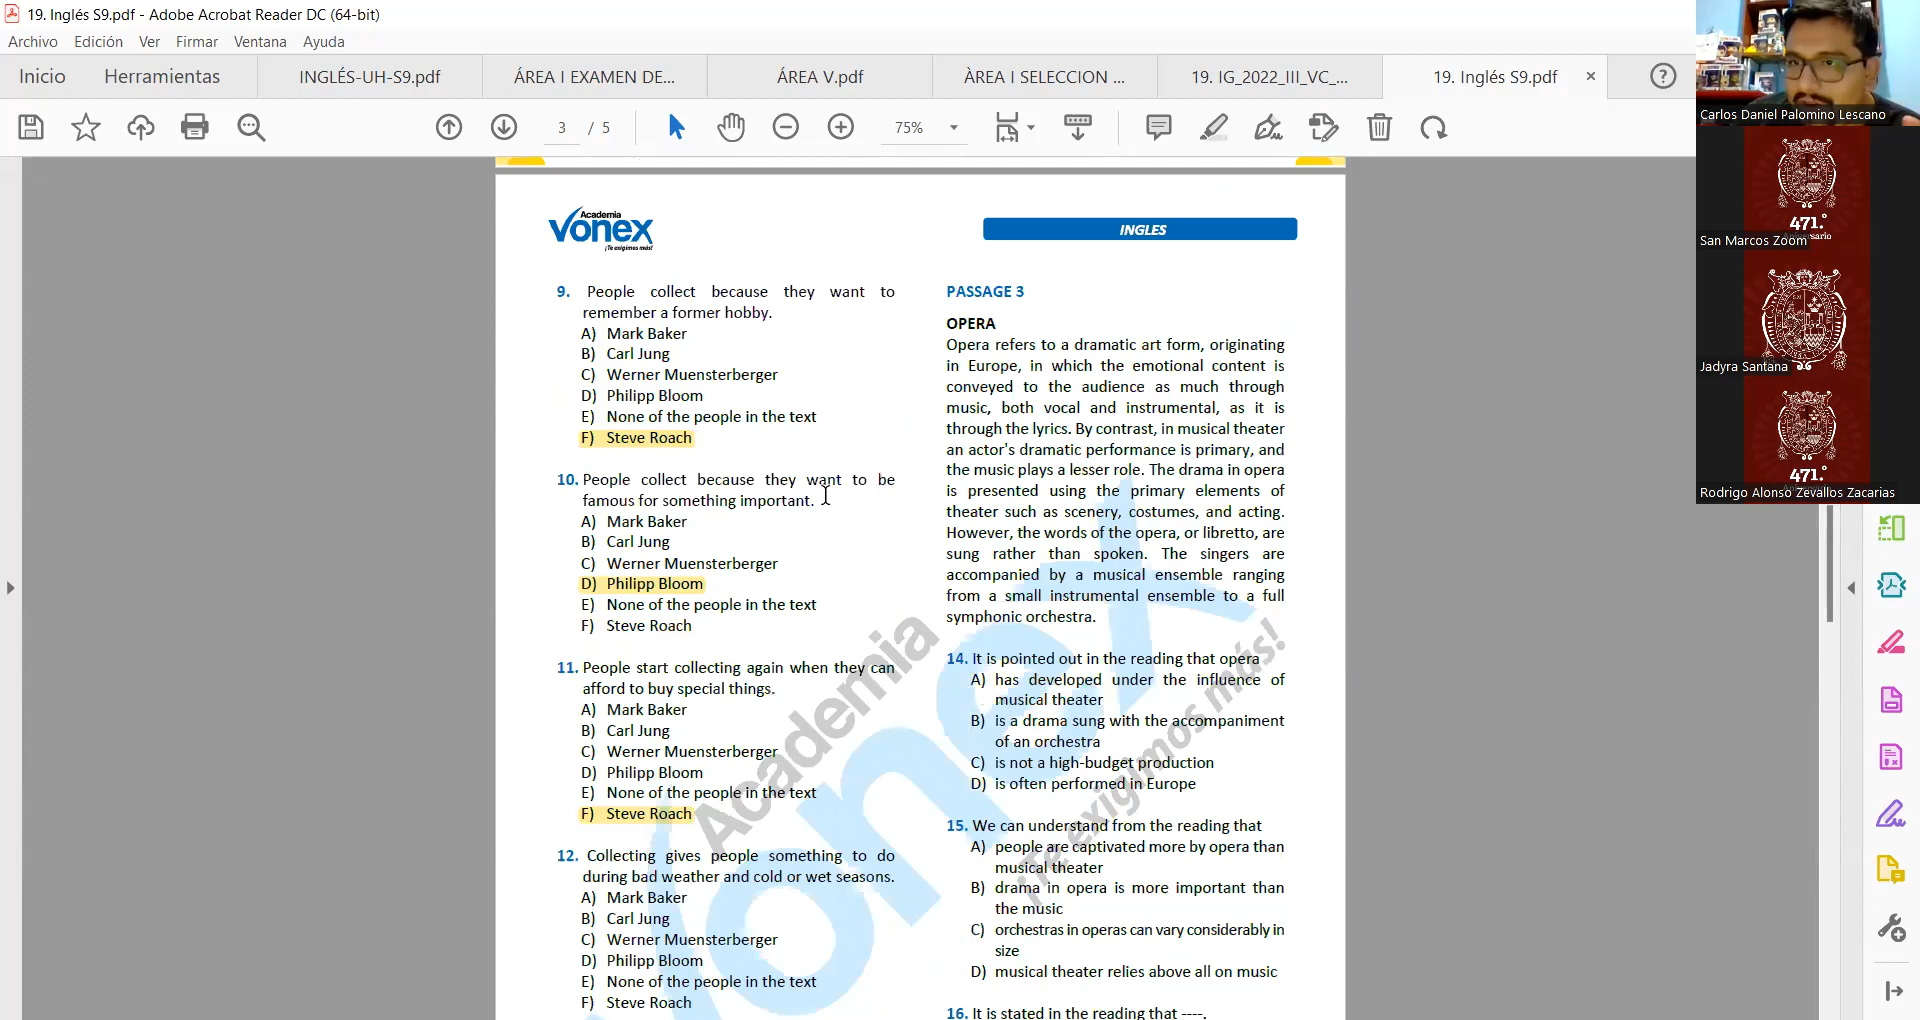 19. Inglés S9.pdf - Adobe Acrobat Reader DC (64-bit)
Archivo Edición Ver Firmar Ventana Ayuda
Inicio Herramientas INGLÉS-UH-S9.pdf ÁREA I EXAMEN DE... ÁREA V.pdf ÀREA I SELECCION ... 19. IG_2022_III_VC_... 19. Inglés S9.pdf
3 / 5 75%
Academia
vonex
¡Te exigimos más!
INGLES
9. People collect because they want to
remember a former hobby.
A) Mark Baker
B) Carl Jung
C) Werner Muensterberger
D) Philipp Bloom
E) None of the people in the text
F) Steve Roach
10. People collect because they want to be
famous for something important.
A) Mark Baker
B) Carl Jung
C) Werner Muensterberger
D) Philipp Bloom
E) None of the people in the text
F) Steve Roach
11. People start collecting again when they can
afford to buy special things.
A) Mark Baker
B) Carl Jung
C) Werner Muensterberger
D) Philipp Bloom
E) None of the people in the text
F) Steve Roach
12. Collecting gives people something to do
during bad weather and cold or wet seasons.
A) Mark Baker
B) Carl Jung
C) Werner Muensterberger
D) Philipp Bloom
E) None of the people in the text
F) Steve Roach
PASSAGE 3
OPERA
Opera refers to a dramatic art form, originating
in Europe, in which the emotional content is
conveyed to the audience as much through
music, both vocal and instrumental, as it is
through the lyrics. By contrast, in musical theater
an actor's dramatic performance is primary, and
the music plays a lesser role. The drama in opera
is presented using the primary elements of
theater such as scenery, costumes, and acting.
However, the words of the opera, or libretto, are
sung rather than spoken. The singers are
accompanied by a musical ensemble ranging
from a small instrumental ensemble to a full
symphonic orchestra.
14. It is pointed out in the reading that opera
A) has developed under the influence of
musical theater
B) is a drama sung with the accompaniment
of an orchestra
C) is not a high-budget production
D) is often performed in Europe
15. We can understand from the reading that
A) people are captivated more by opera than
musical theater
B) drama in opera is more important than
the music
C) orchestras in operas can vary considerably in
size
D) musical theater relies above all on music
16. It is stated in the reading that ----.
Academia
vonex
¡Te exigimos más!
Carlos Daniel Palomino Lescano
471.°
Aniversario
San Marcos Zoom
Jadyra Santana
471.°
Rodrigo Alonso Zevallos Zacarias